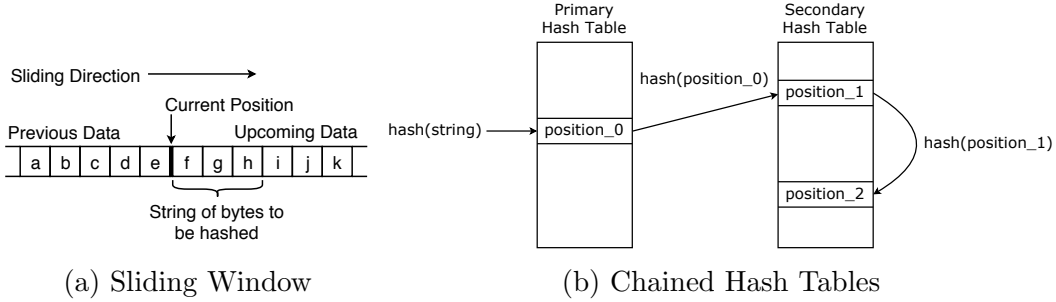 Sliding Direction
Current Position
Previous Data
Upcoming Data
a b c d e f g h i j k
String of bytes to
be hashed
(a) Sliding Window
Primary
Hash Table
Secondary
Hash Table
hash(string)
position_0
hash(position_0)
position_1
hash(position_1)
position_2
(b) Chained Hash Tables